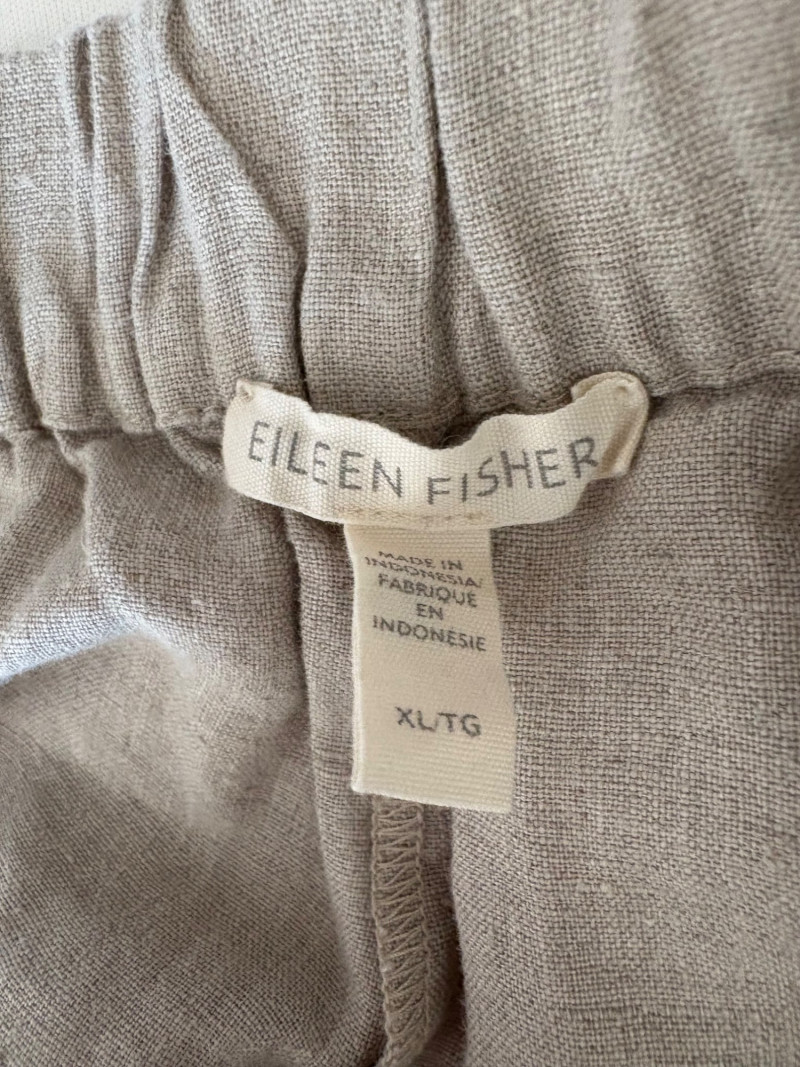 EILEEN FISHER
MADE IN
INDONESIA/
FABRIQUE
EN
INDONÉSIE
XL/TG